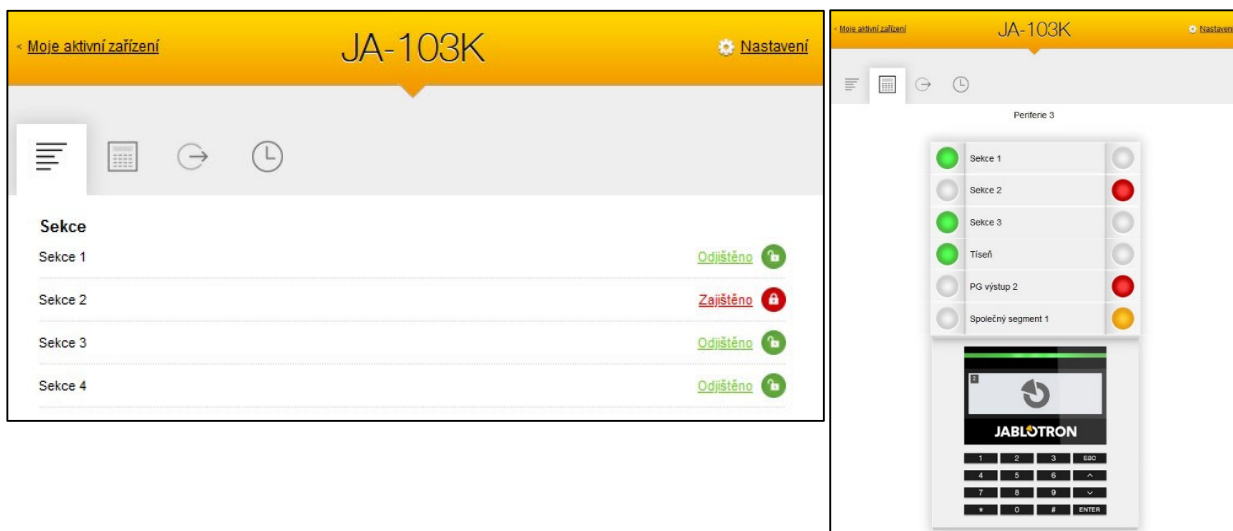 < Moje aktivní zařízení
JA-103K
Nastavení
Sekce
Sekce 1
Odjištěno
Sekce 2
Zajištěno
Sekce 3
Odjištěno
Sekce 4
Odjištěno
< Moje aktivní zařízení
JA-103K
Nastavení
Periferie 3
Sekce 1
Sekce 2
Sekce 3
Tíseň
PG výstup 2
Společný segment 1
JABLOTRON
1 2 3 ESC
4 5 6
7 8 9
* 0 # ENTER